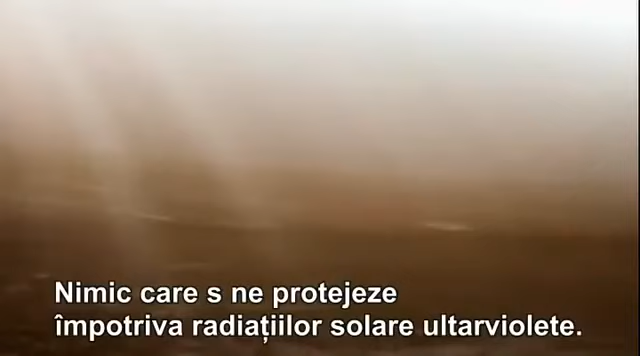 Nimic care s ne protejeze
împotriva radiațiilor solare ultarviolete.